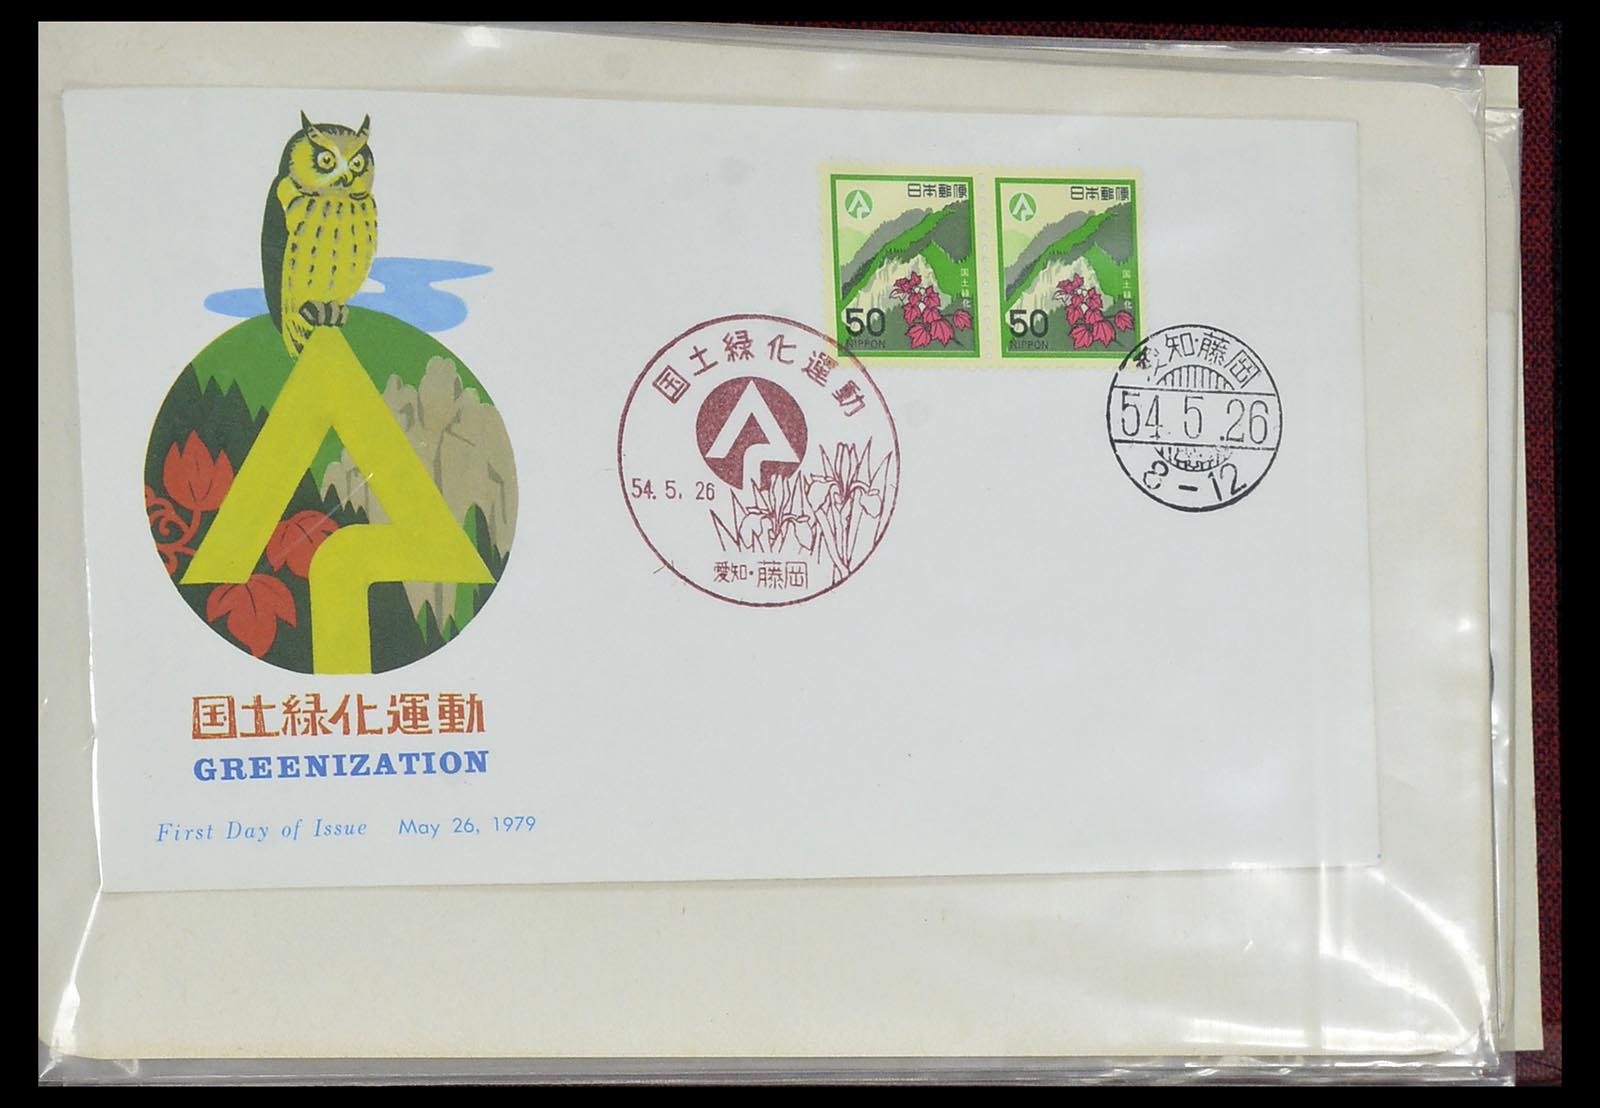 日本郵便
国土緑化
50
NIPPON
日本郵便
国土緑化
50
NIPPON
国土緑化運動
54. 5. 26
愛知・藤岡
愛知・藤岡
54. 5. 26
8-12
国土緑化運動
GREENIZATION
First Day of Issue May 26, 1979